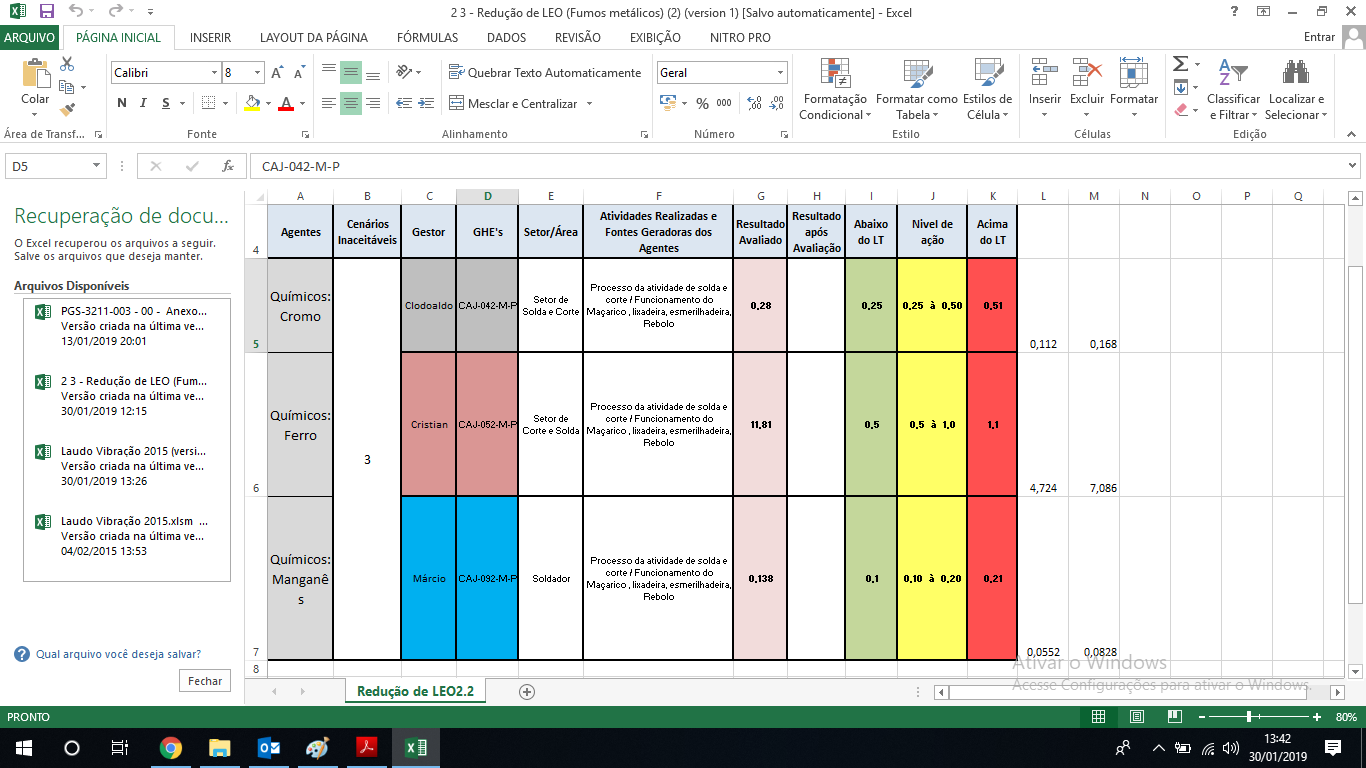 2 3 - Redução de LEO (Fumos metálicos) (2) (version 1) [Salvo automaticamente] - Excel
ARQUIVO PÁGINA INICIAL INSERIR LAYOUT DA PÁGINA FÓRMULAS DADOS REVISÃO EXIBIÇÃO NITRO PRO Entrar
Colar
Calibri 8
N I S
Quebrar Texto Automaticamente
Mesclar e Centralizar
Geral
% 000
Formatação Condicional
Formatar como Tabela
Estilos de Célula
Inserir Excluir Formatar
Classificar e Filtrar
Localizar e Selecionar
Área de Transf... Fonte Alinhamento Número Estilo Células Edição
D5 fx CAJ-042-M-P
Recuperação de docu...
O Excel recuperou os arquivos a seguir.
Salve os arquivos que deseja manter.
Arquivos Disponíveis
PGS-3211-003 - 00 - Anexo...
Versão criada na última ve...
13/01/2019 20:01
2 3 - Redução de LEO (Fum...
Versão criada na última ve...
30/01/2019 12:15
Laudo Vibração 2015 (versi...
Versão criada na última ve...
30/01/2019 13:26
Laudo Vibração 2015.xlsm ...
Versão criada na última ve...
04/02/2015 13:53
Qual arquivo você deseja salvar?
Fechar
A B C D E F G H I J K L M N O P Q
4
Agentes
Cenários
Inaceitáveis
Gestor
GHE's
Setor/Área
Atividades Realizadas e
Fontes Geradoras dos
Agentes
Resultado
Avaliado
Resultado
após
Avaliação
Abaixo
do LT
Nivel de
ação
Acima
do LT
5
Químicos:
Cromo
3
Clodoaldo
CAJ-042-M-P
Setor de
Solda e Corte
Processo da atividade de solda e
corte / Funcionamento do
Maçarico , lixadeira, esmerilhadeira,
Rebolo
0,28
0,25
0,25 à 0,50
0,51
0,112
0,168
6
Químicos:
Ferro
Cristian
CAJ-052-M-P
Setor de
Corte e Solda
Processo da atividade de solda e
corte / Funcionamento do
Maçarico , lixadeira, esmerilhadeira,
Rebolo
11,81
0,5
0,5 à 1,0
1,1
4,724
7,086
7
Químicos:
Manganê
s
Márcio
CAJ-092-M-P
Soldador
Processo da atividade de solda e
corte / Funcionamento do
Maçarico , lixadeira, esmerilhadeira,
Rebolo
0,138
0,1
0,10 à 0,20
0,21
0,0552
0,0828
8
Ativar o Windows
Acesse Configurações para ativar o Windows.
Redução de LEO2.2
PRONTO 80%
13:42
30/01/2019